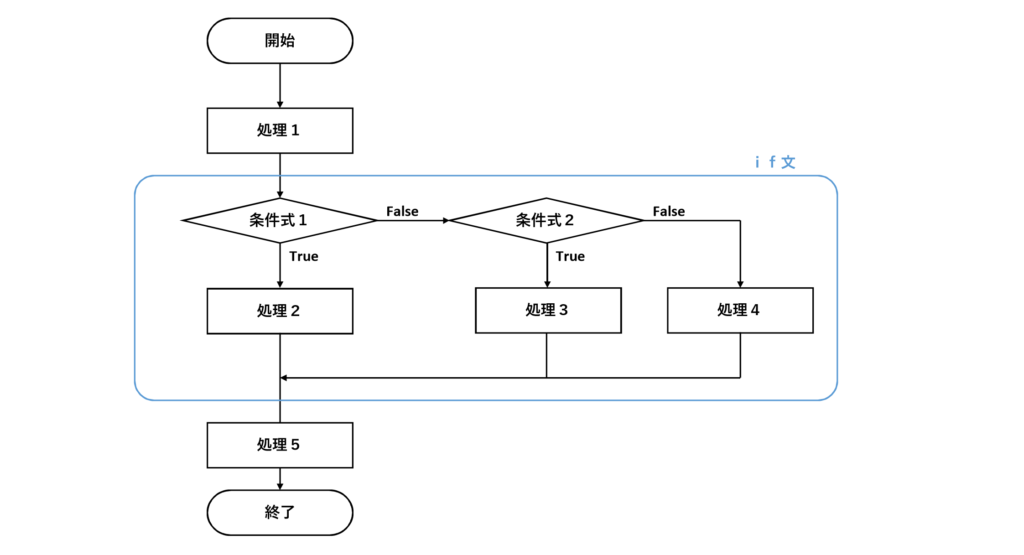 開始
処理１
ｉｆ文
条件式１
False
条件式２
False
True
True
処理２
処理３
処理４
処理５
終了